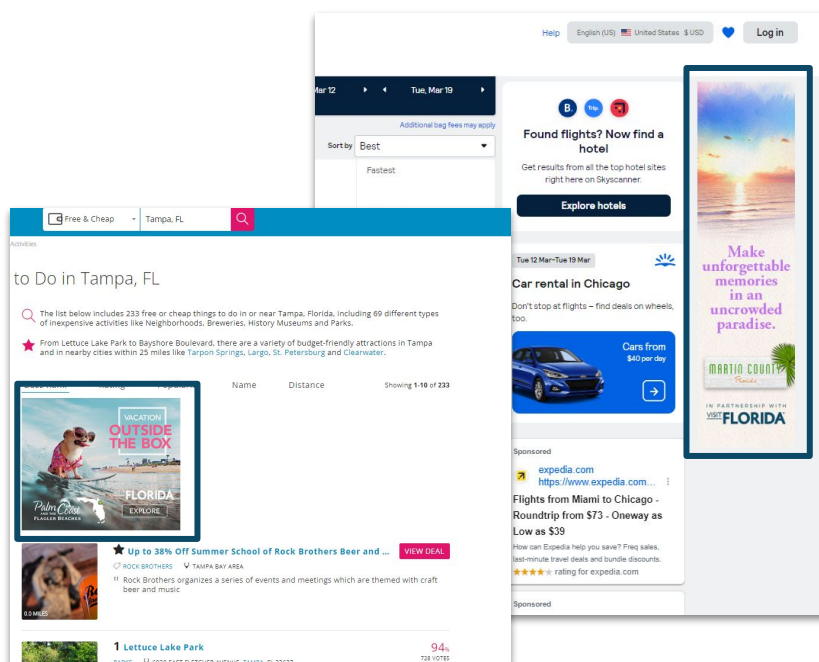 Help
English (US) United States $ USD
Log in
Mar 12
Tue, Mar 19
Additional bag fees may apply
Sort by Best
Fastest
B.
Trip.
Found flights? Now find a
hotel
Get results from all the top hotel sites
right here on Skyscanner.
Explore hotels
Tue 12 Mar–Tue 19 Mar
Car rental in Chicago
Don't stop at flights – find deals on wheels,
too.
Cars from
$40 per day
Sponsored
expedia.com
https://www.expedia.com...
Flights from Miami to Chicago -
Roundtrip from $73 - Oneway as
Low as $39
How can Expedia help you save? Freq sales,
last-minute travel deals and bundle discounts.
rating for expedia.com
Sponsored
Make
unforgettable
memories
in an
uncrowded
paradise.
MARTIN COUNTY
Florida
IN PARTNERSHIP WITH
VISIT FLORIDA
Free & Cheap
Tampa, FL
Activities
to Do in Tampa, FL
The list below includes 233 free or cheap things to do in or near Tampa, Florida, including 69 different types
of inexpensive activities like Neighborhoods, Breweries, History Museums and Parks.
From Lettuce Lake Park to Bayshore Boulevard, there are a variety of budget-friendly attractions in Tampa
and in nearby cities within 25 miles like Tarpon Springs, Largo, St. Petersburg and Clearwater.
Name
Distance
Showing 1-10 of 233
VACATION
OUTSIDE
THE BOX
FLORIDA
EXPLORE
Palm Coast
AND THE
FLAGLER BEACHES
Up to 38% Off Summer School of Rock Brothers Beer and ...
VIEW DEAL
ROCK BROTHERS
TAMPA BAY AREA
" Rock Brothers organizes a series of events and meetings which are themed with craft
beer and music
0.0 MILES
1 Lettuce Lake Park
94%
728 VOTES